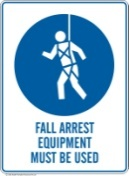 FALL ARREST
EQUIPMENT
MUST BE USED